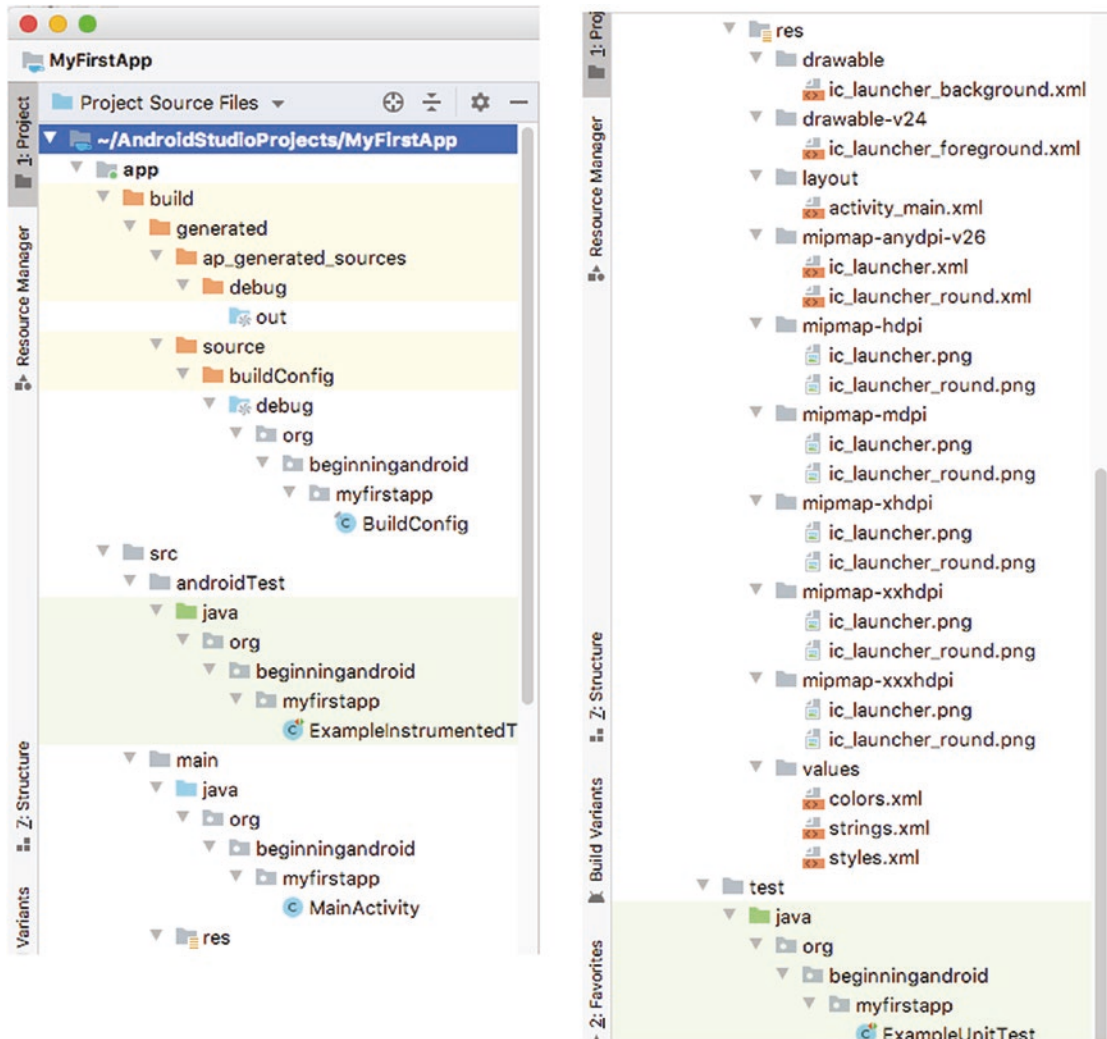 MyFirstApp
Project Source Files
~/AndroidStudioProjects/MyFirstApp
app
build
generated
ap_generated_sources
debug
out
source
buildConfig
debug
org
beginningandroid
myfirstapp
BuildConfig
src
androidTest
java
org
beginningandroid
myfirstapp
ExampleInstrumentedT
main
java
org
beginningandroid
myfirstapp
MainActivity
res
1: Project
Resource Manager
Z: Structure
Variants
res
drawable
ic_launcher_background.xml
drawable-v24
ic_launcher_foreground.xml
layout
activity_main.xml
mipmap-anydpi-v26
ic_launcher.xml
ic_launcher_round.xml
mipmap-hdpi
ic_launcher.png
ic_launcher_round.png
mipmap-mdpi
ic_launcher.png
ic_launcher_round.png
mipmap-xhdpi
ic_launcher.png
ic_launcher_round.png
mipmap-xxhdpi
ic_launcher.png
ic_launcher_round.png
mipmap-xxxhdpi
ic_launcher.png
ic_launcher_round.png
values
colors.xml
strings.xml
styles.xml
test
java
org
beginningandroid
myfirstapp
ExampleUnitTest
1: Proj
Resource Manager
Z: Structure
Build Variants
2: Favorites